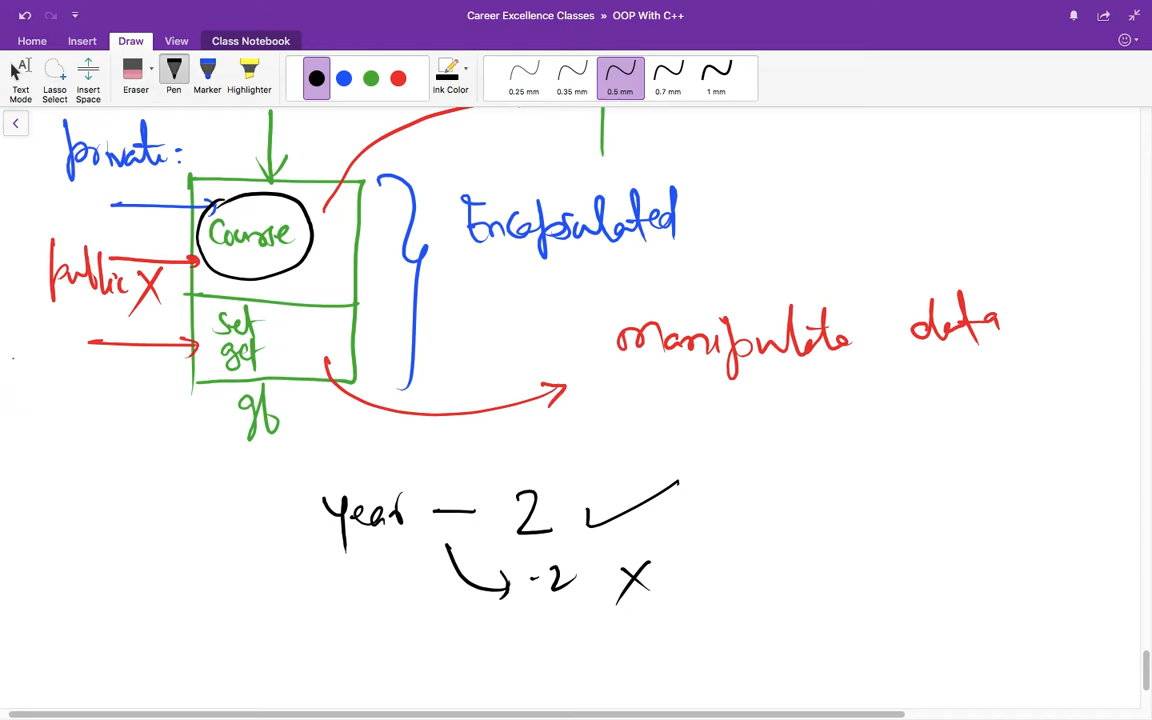 Career Excellence Classes » OOP With C++
Home Insert Draw View Class Notebook
Text Mode
Lasso Select
Insert Space
Eraser
Pen
Marker
Highlighter
Ink Color
0.25 mm
0.35 mm
0.5 mm
0.7 mm
1 mm
private:
Course
Encapsulated
public X
set
get
manipulate data
year - 2 ✓
-2 X